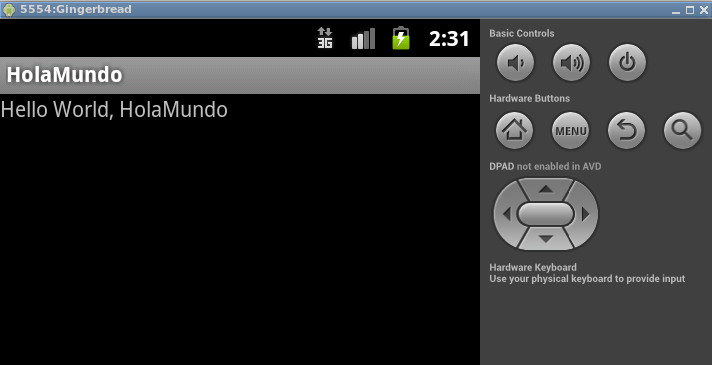 5554:Gingerbread
3G 2:31
HolaMundo
Hello World, HolaMundo
Basic Controls
Hardware Buttons
MENU
DPAD not enabled in AVD
Hardware Keyboard
Use your physical keyboard to provide input